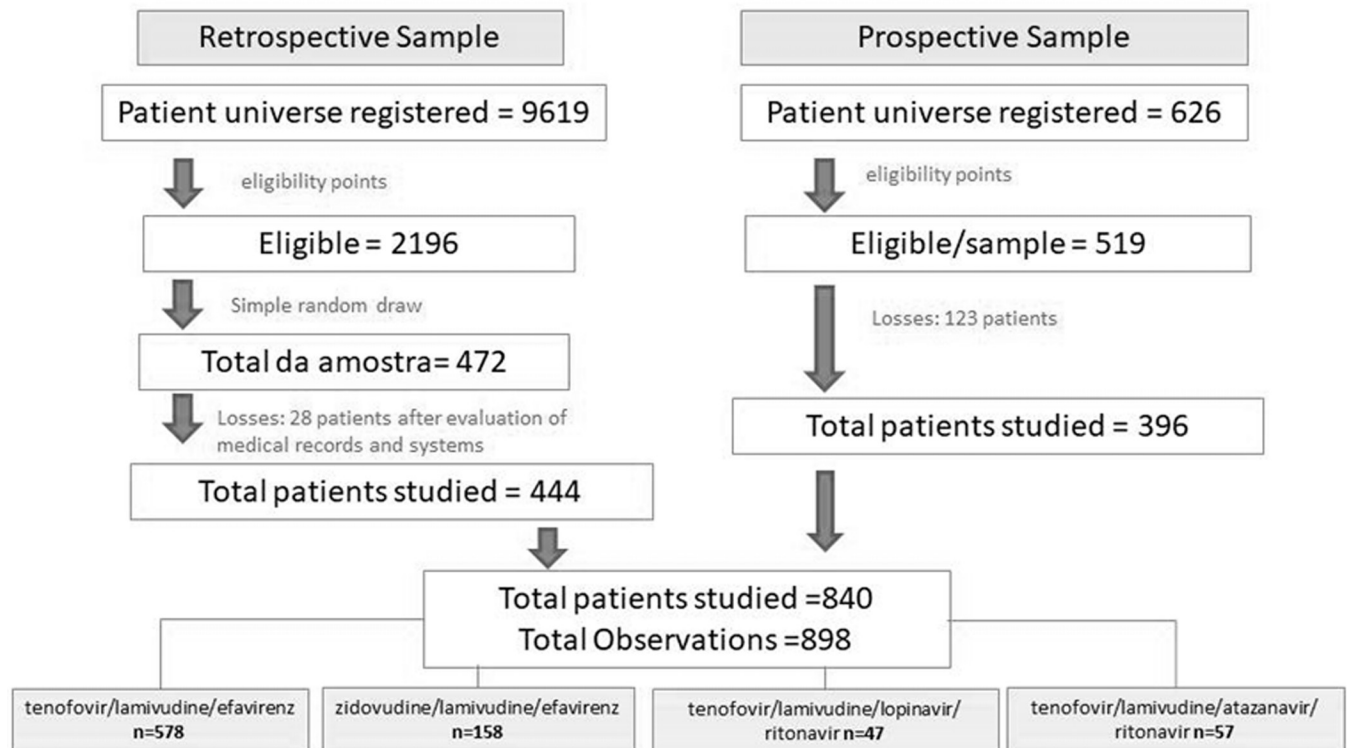 Retrospective Sample
Patient universe registered = 9619
eligibility points
Eligible = 2196
Simple random draw
Total da amostra= 472
Losses: 28 patients after evaluation of
medical records and systems
Total patients studied = 444
Prospective Sample
Patient universe registered = 626
eligibility points
Eligible/sample = 519
Losses: 123 patients
Total patients studied = 396
Total patients studied =840
Total Observations =898
tenofovir/lamivudine/efavirenz
n=578
zidovudine/lamivudine/efavirenz
n=158
tenofovir/lamivudine/lopinavir/
ritonavir n=47
tenofovir/lamivudine/atazanavir/
ritonavir n=57